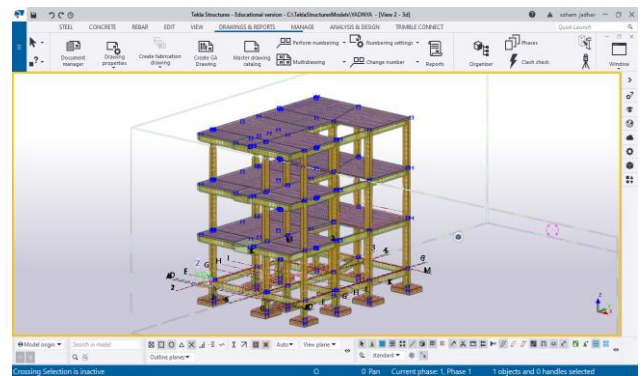 Tekla Structures - Educational version - C:\TeklaStructuresModels\YADNYA - [View 2 - 3d]
soham jadhav
STEEL CONCRETE REBAR EDIT VIEW DRAWINGS & REPORTS MANAGE ANALYSIS & DESIGN TRIMBLE CONNECT
Quick Launch
Document manager
Drawing properties
Create fabrication drawing
Create GA Drawing
Master drawing catalog
Perform numbering
Multidrawing
Numbering settings
Change number
Reports
Organizer
Phases
Clash check
Window
Z G H I
E
2
G
M
Z
Model origin
Search in model
Auto
View plane
Outline planes
standard
Crossing Selection is inactive
O
0 Pan
Current phase: 1, Phase 1
1 objects and 0 handles selected